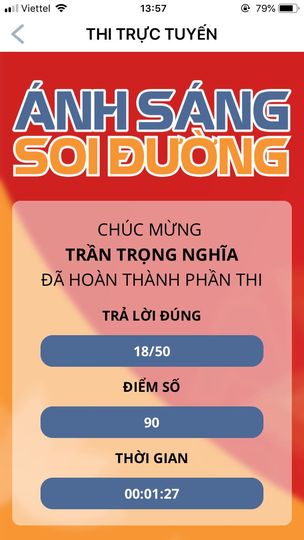 Viettel
13:57
79%
THI TRỰC TUYẾN
ÁNH SÁNG
SOI ĐƯỜNG
CHÚC MỪNG
TRẦN TRỌNG NGHĨA
ĐÃ HOÀN THÀNH PHẦN THI
TRẢ LỜI ĐÚNG
18/50
ĐIỂM SỐ
90
THỜI GIAN
00:01:27